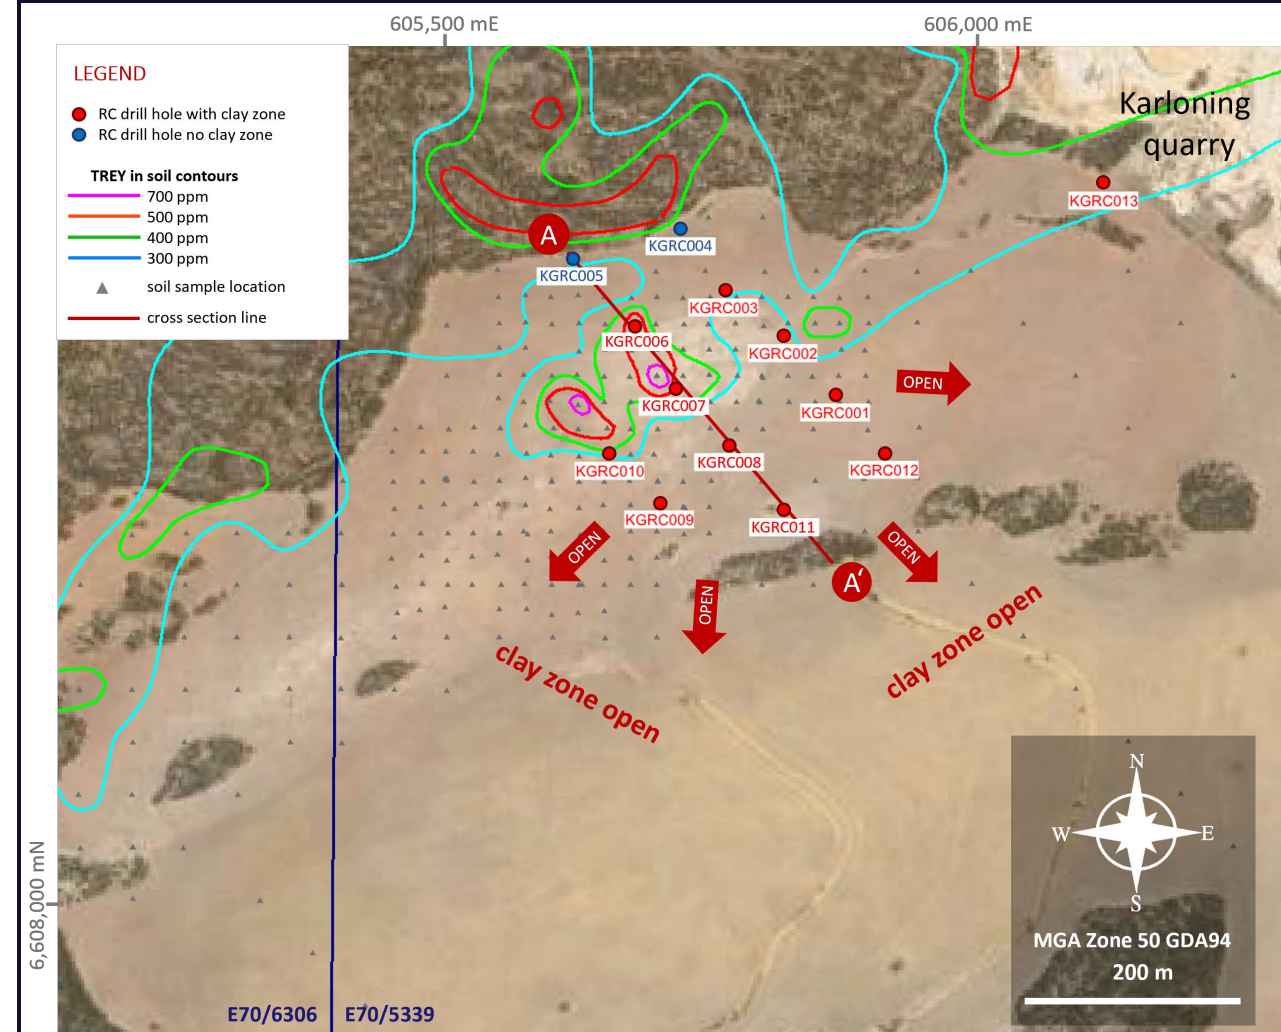 605,500 mE
606,000 mE
LEGEND
RC drill hole with clay zone
RC drill hole no clay zone
TREY in soil contours
700 ppm
500 ppm
400 ppm
300 ppm
soil sample location
cross section line
Karloning
quarry
KGRC013
A
KGRC004
KGRC005
KGRC003
KGRC006
KGRC002
OPEN
KGRC007
KGRC001
KGRC008
KGRC010
KGRC012
KGRC009
KGRC011
OPEN
OPEN
A‘
OPEN
clay zone open
clay zone open
N
W
E
S
MGA Zone 50 GDA94
200 m
6,608,000 mN
E70/6306
E70/5339